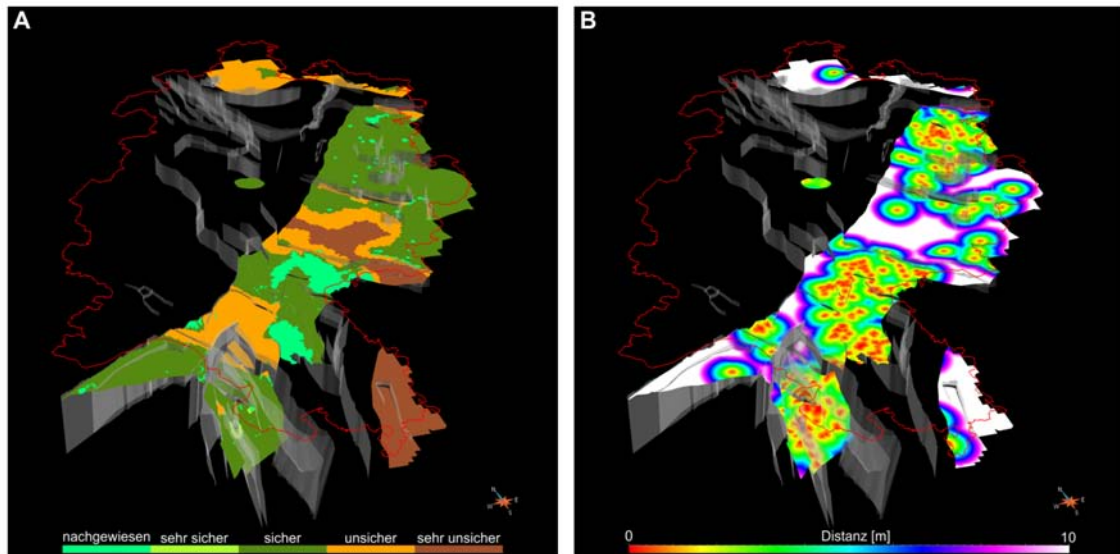 A
B
nachgewiesen sehr sicher sicher unsicher sehr unsicher
0 Distanz [m] 10
N
E
W
S
N
E
W
S